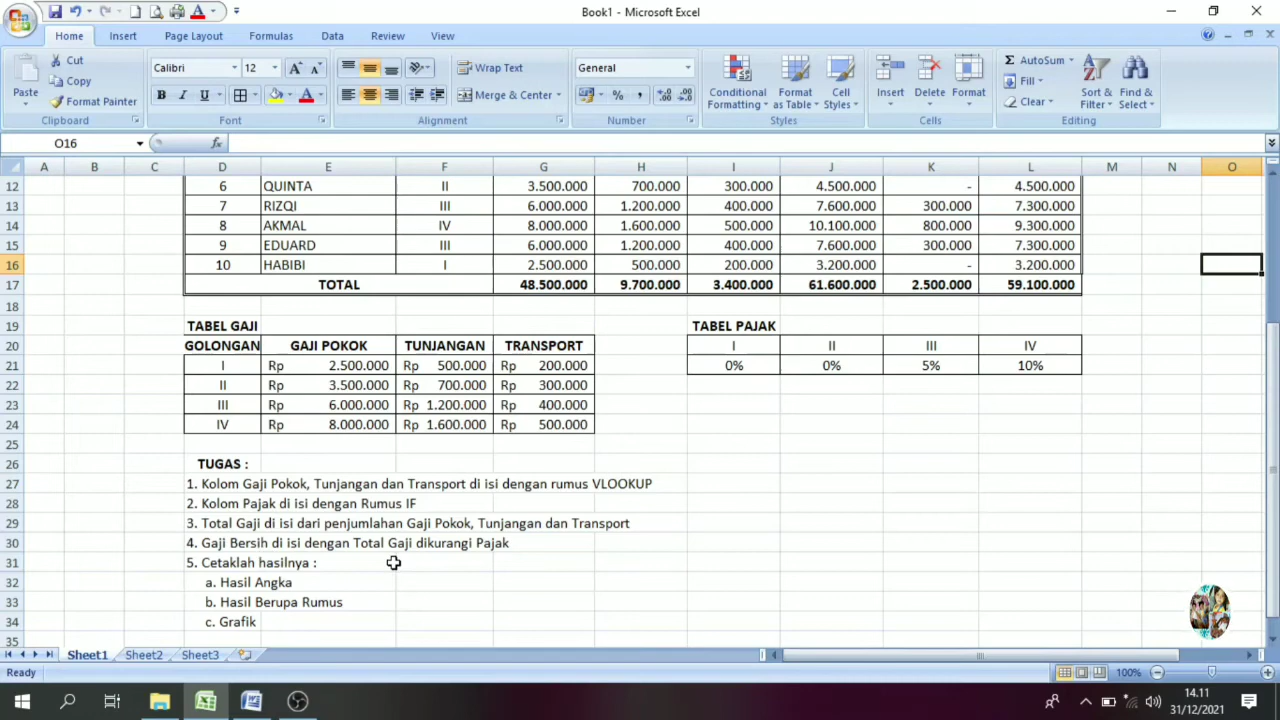 Book1 - Microsoft Excel
Home Insert Page Layout Formulas Data Review View
Cut
Copy
Format Painter
Paste
Clipboard
Calibri 12
Font
Wrap Text
Merge & Center
Alignment
General
Number
Conditional Formatting
Format as Table
Cell Styles
Styles
Insert Delete Format
Cells
AutoSum
Fill
Clear
Sort & Filter
Find & Select
Editing
O16 fx
A B C D E F G H I J K L M N O
12 6 QUINTA II 3.500.000 700.000 300.000 4.500.000 - 4.500.000
13 7 RIZQI III 6.000.000 1.200.000 400.000 7.600.000 300.000 7.300.000
14 8 AKMAL IV 8.000.000 1.600.000 500.000 10.100.000 800.000 9.300.000
15 9 EDUARD III 6.000.000 1.200.000 400.000 7.600.000 300.000 7.300.000
16 10 HABIBI I 2.500.000 500.000 200.000 3.200.000 - 3.200.000
17 TOTAL 48.500.000 9.700.000 3.400.000 61.600.000 2.500.000 59.100.000
18
19 TABEL GAJI TABEL PAJAK
20 GOLONGAN GAJI POKOK TUNJANGAN TRANSPORT I II III IV
21 I Rp 2.500.000 Rp 500.000 Rp 200.000 0% 0% 5% 10%
22 II Rp 3.500.000 Rp 700.000 Rp 300.000
23 III Rp 6.000.000 Rp 1.200.000 Rp 400.000
24 IV Rp 8.000.000 Rp 1.600.000 Rp 500.000
25
26 TUGAS :
27 1. Kolom Gaji Pokok, Tunjangan dan Transport di isi dengan rumus VLOOKUP
28 2. Kolom Pajak di isi dengan Rumus IF
29 3. Total Gaji di isi dari penjumlahan Gaji Pokok, Tunjangan dan Transport
30 4. Gaji Bersih di isi dengan Total Gaji dikurangi Pajak
31 5. Cetaklah hasilnya :
32 a. Hasil Angka
33 b. Hasil Berupa Rumus
34 c. Grafik
35
Sheet1 Sheet2 Sheet3
Ready 100%
14.11
31/12/2021